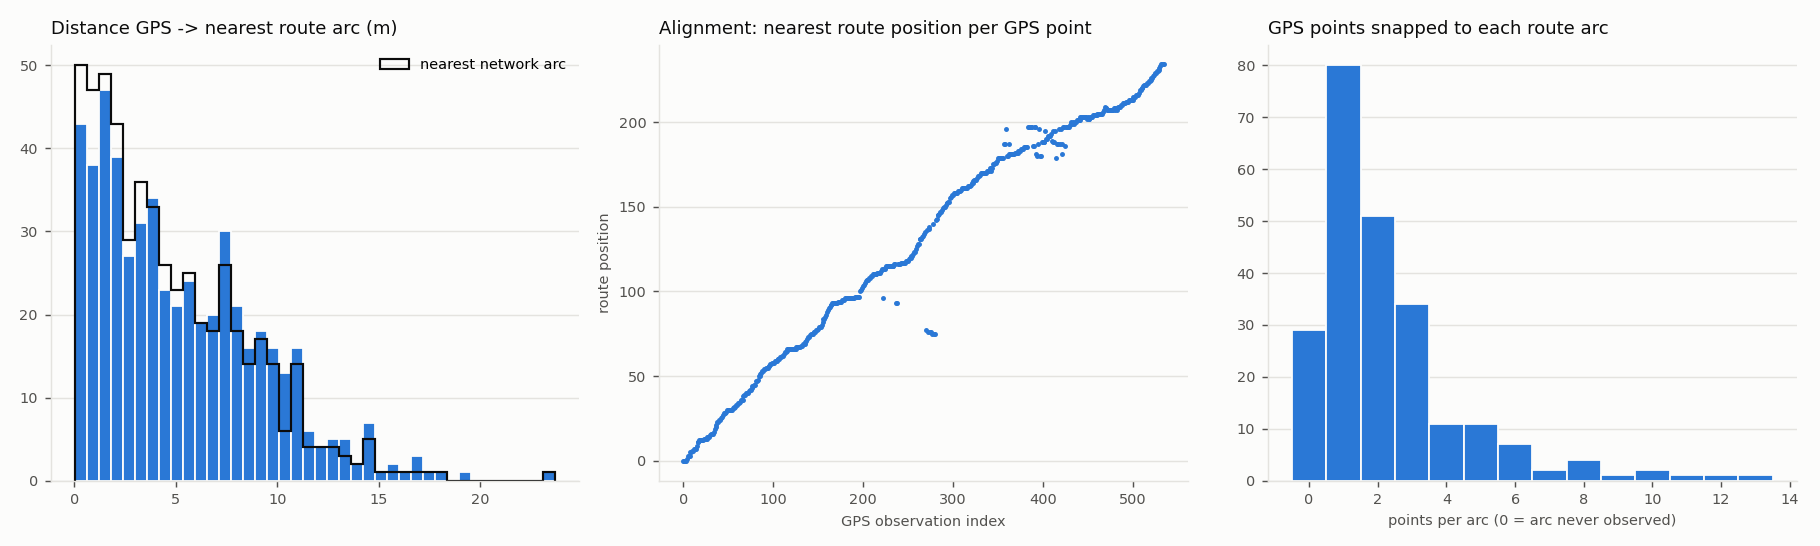 Distance GPS -> nearest route arc (m)
nearest network arc
50
40
30
20
10
0
0 5 10 15 20
Alignment: nearest route position per GPS point
route position
200
150
100
50
0
0 100 200 300 400 500
GPS observation index
GPS points snapped to each route arc
80
70
60
50
40
30
20
10
0
0 2 4 6 8 10 12 14
points per arc (0 = arc never observed)